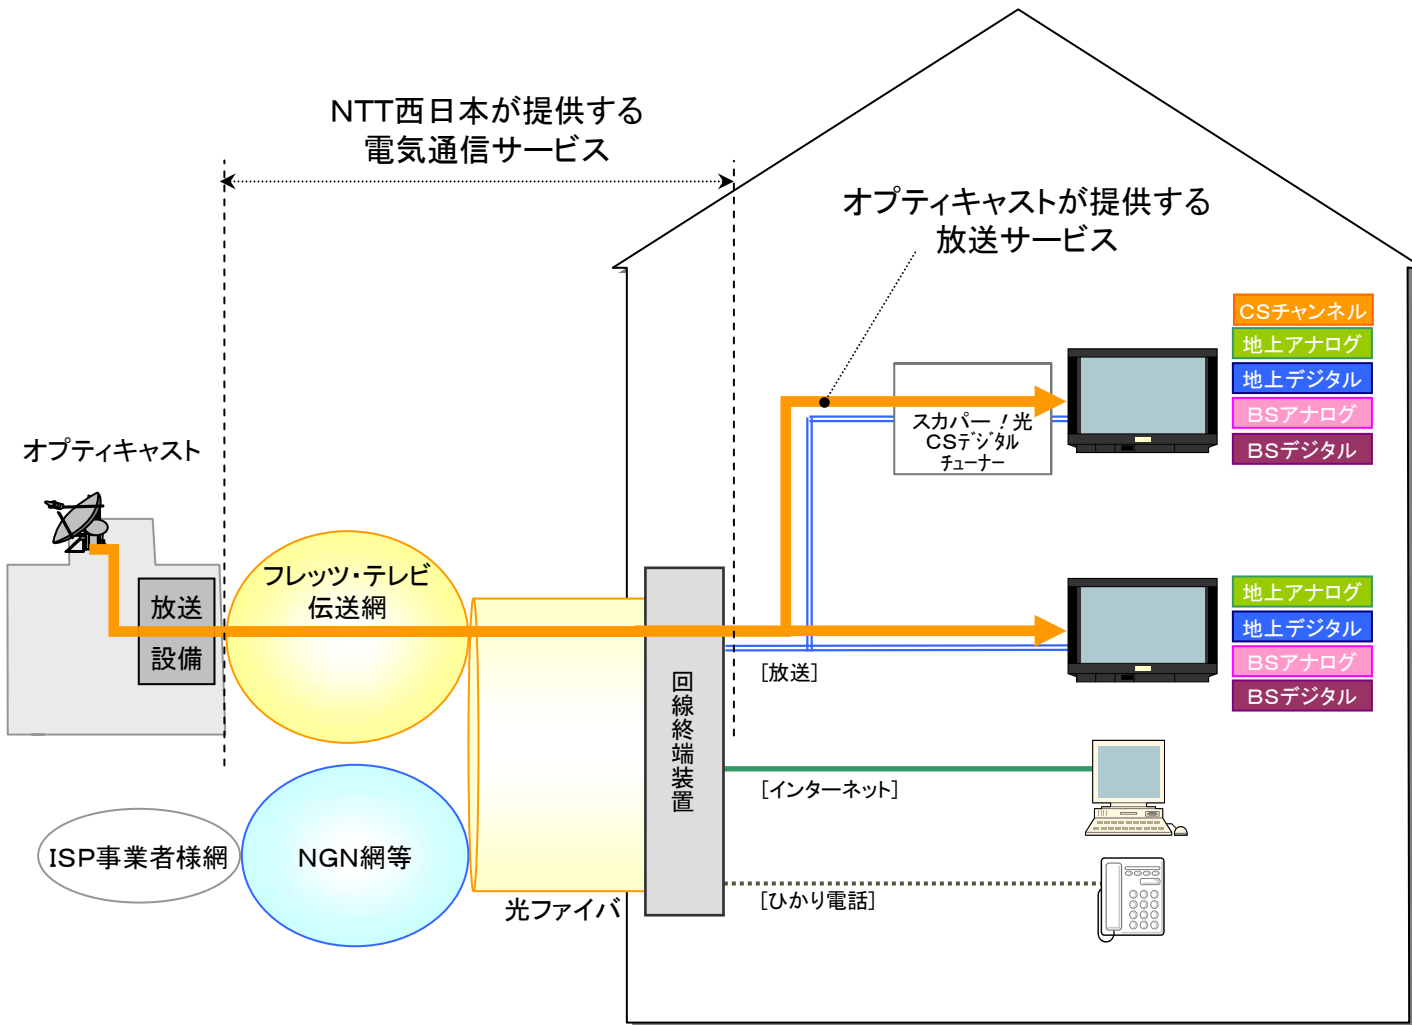 NTT西日本が提供する
電気通信サービス
オプティキャストが提供する
放送サービス
CSチャンネル
地上アナログ
地上デジタル
BSアナログ
BSデジタル
スカパー！光
CSデジタル
チューナー
オプティキャスト
放送
設備
フレッツ・テレビ
伝送網
回線終端装置
[放送]
地上アナログ
地上デジタル
BSアナログ
BSデジタル
[インターネット]
ISP事業者様網
NGN網等
光ファイバ
[ひかり電話]